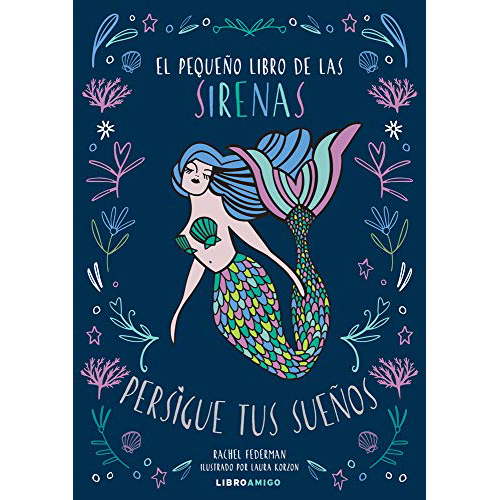 EL PEQUEÑO LIBRO DE LAS
SIRENAS
PERSIGUE TUS SUEÑOS
RACHEL FEDERMAN
ILUSTRADO POR LAURA KORZON
LIBROAMIGO